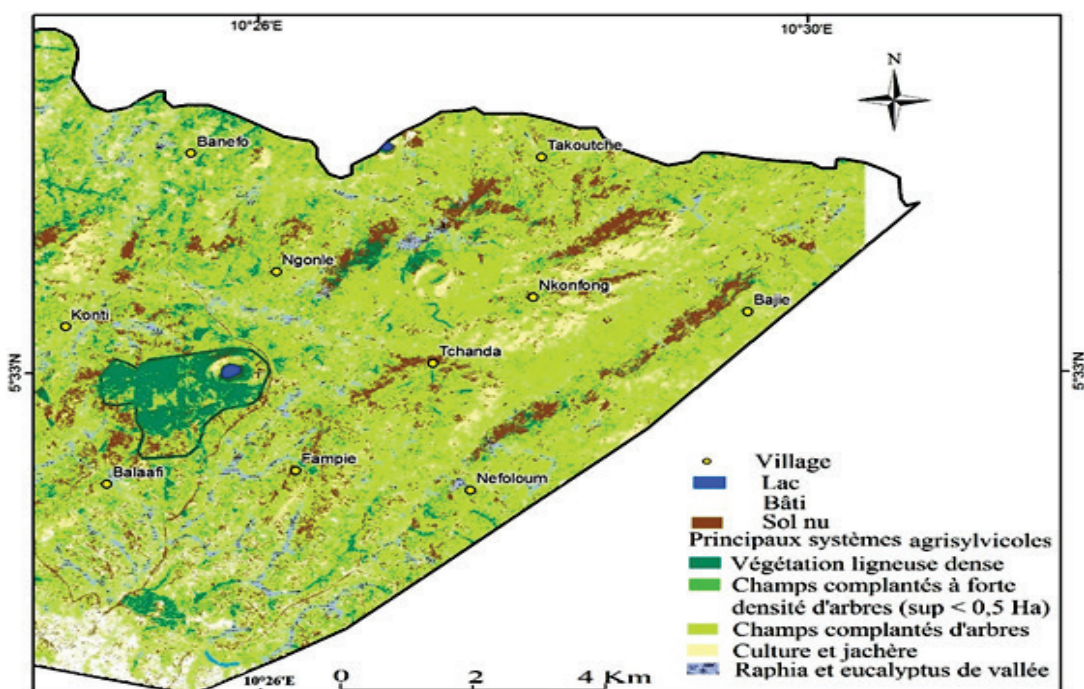 10°26'E
10°30'E
N
Banefo
Takoutche
Ngonle
Nkonfong
Bajie
Konti
Tchanda
5°33'N
5°33'N
Balaafi
Fampie
Nefoloum
Village
Lac
Bâti
Sol nu
Principaux systèmes agrisylvicoles
Végétation ligneuse dense
Champs complantés à forte
densité d'arbres (sup < 0,5 Ha)
Champs complantés d'arbres
Culture et jachère
Raphia et eucalyptus de vallée
10°26'E
0 2 4 Km